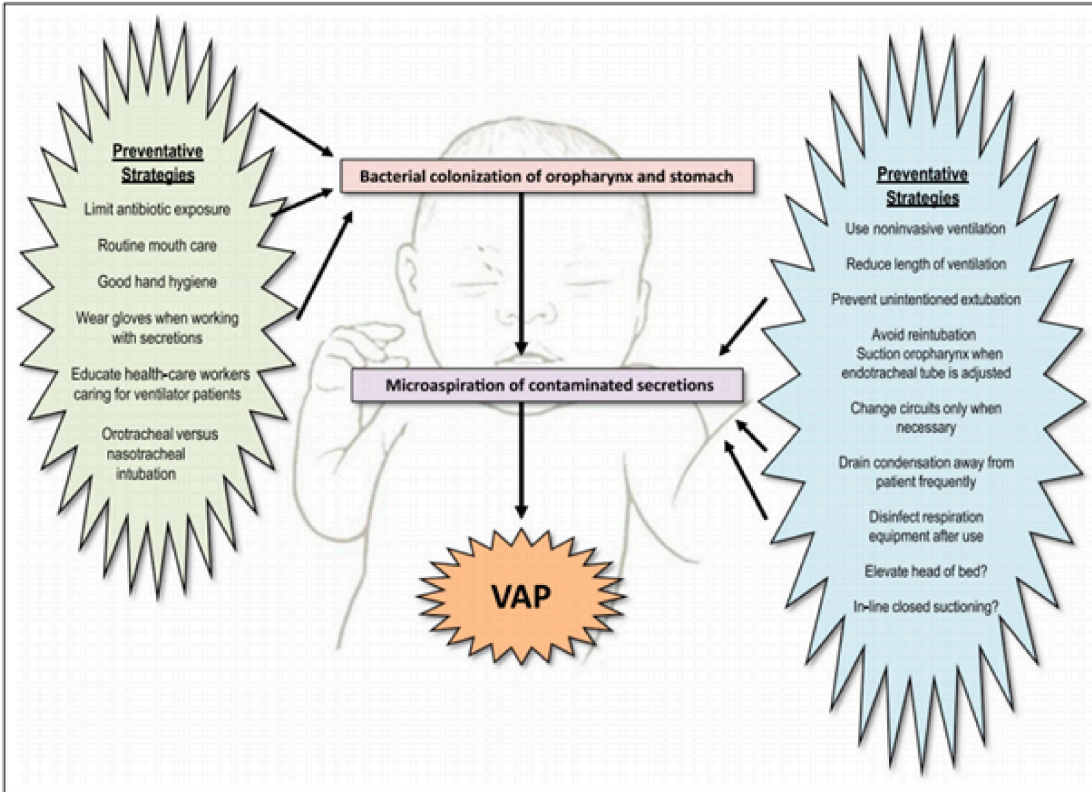 Preventative
Strategies
Limit antibiotic exposure
Routine mouth care
Good hand hygiene
Wear gloves when working
with secretions
Educate health-care workers
caring for ventilator patients
Orotracheal versus
nasotracheal
intubation
Bacterial colonization of oropharynx and stomach
Microaspiration of contaminated secretions
VAP
Preventative
Strategies
Use noninvasive ventilation
Reduce length of ventilation
Prevent unintentioned extubation
Avoid reintubation
Suction oropharynx when
endotracheal tube is adjusted
Change circuits only when
necessary
Drain condensation away from
patient frequently
Disinfect respiration
equipment after use
Elevate head of bed?
In-line closed suctioning?